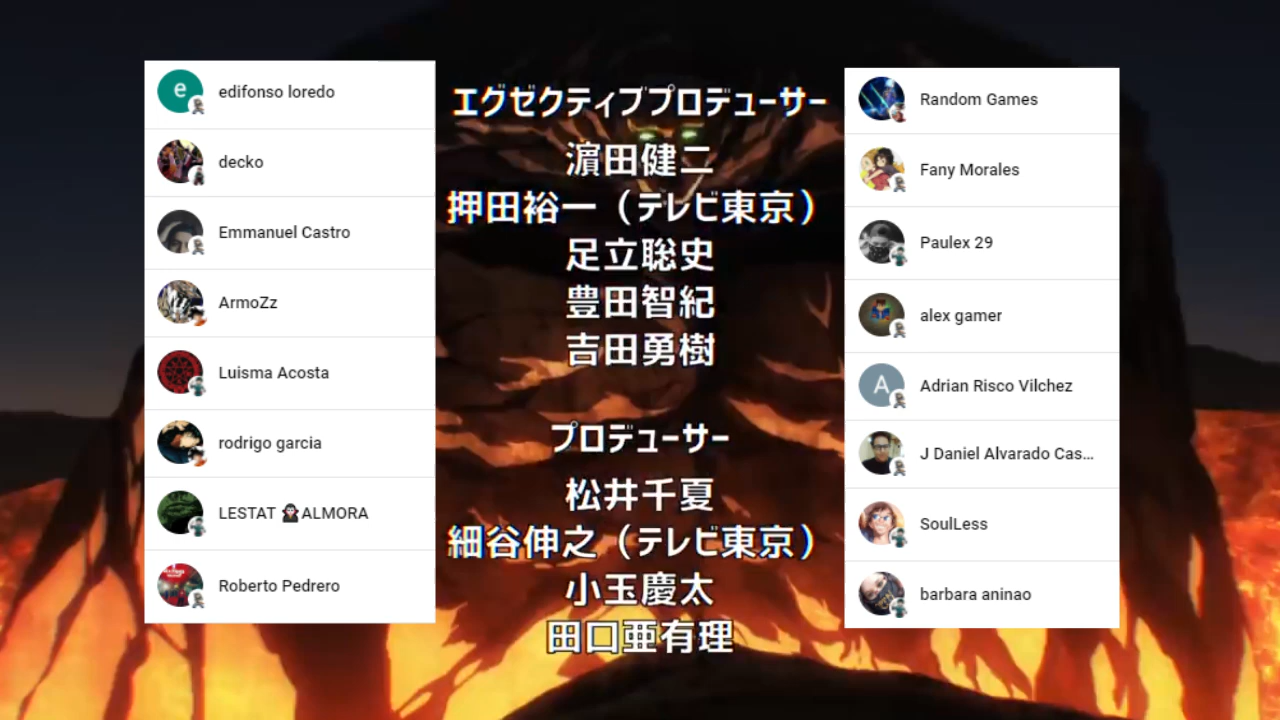 edifonso loredo
decko
Emmanuel Castro
ArmoZz
Luisma Acosta
rodrigo garcia
LESTAT 🧛🏻ALMORA
Roberto Pedrero
エグゼクティブプロデューサー
濵田健二
押田裕一（テレビ東京）
足立聡史
豊田智紀
吉田勇樹
プロデューサー
松井千夏
細谷伸之（テレビ東京）
小玉慶太
田口亜有理
Random Games
Fany Morales
Paulex 29
alex gamer
Adrian Risco Vilchez
J Daniel Alvarado Cas...
SoulLess
barbara aninao